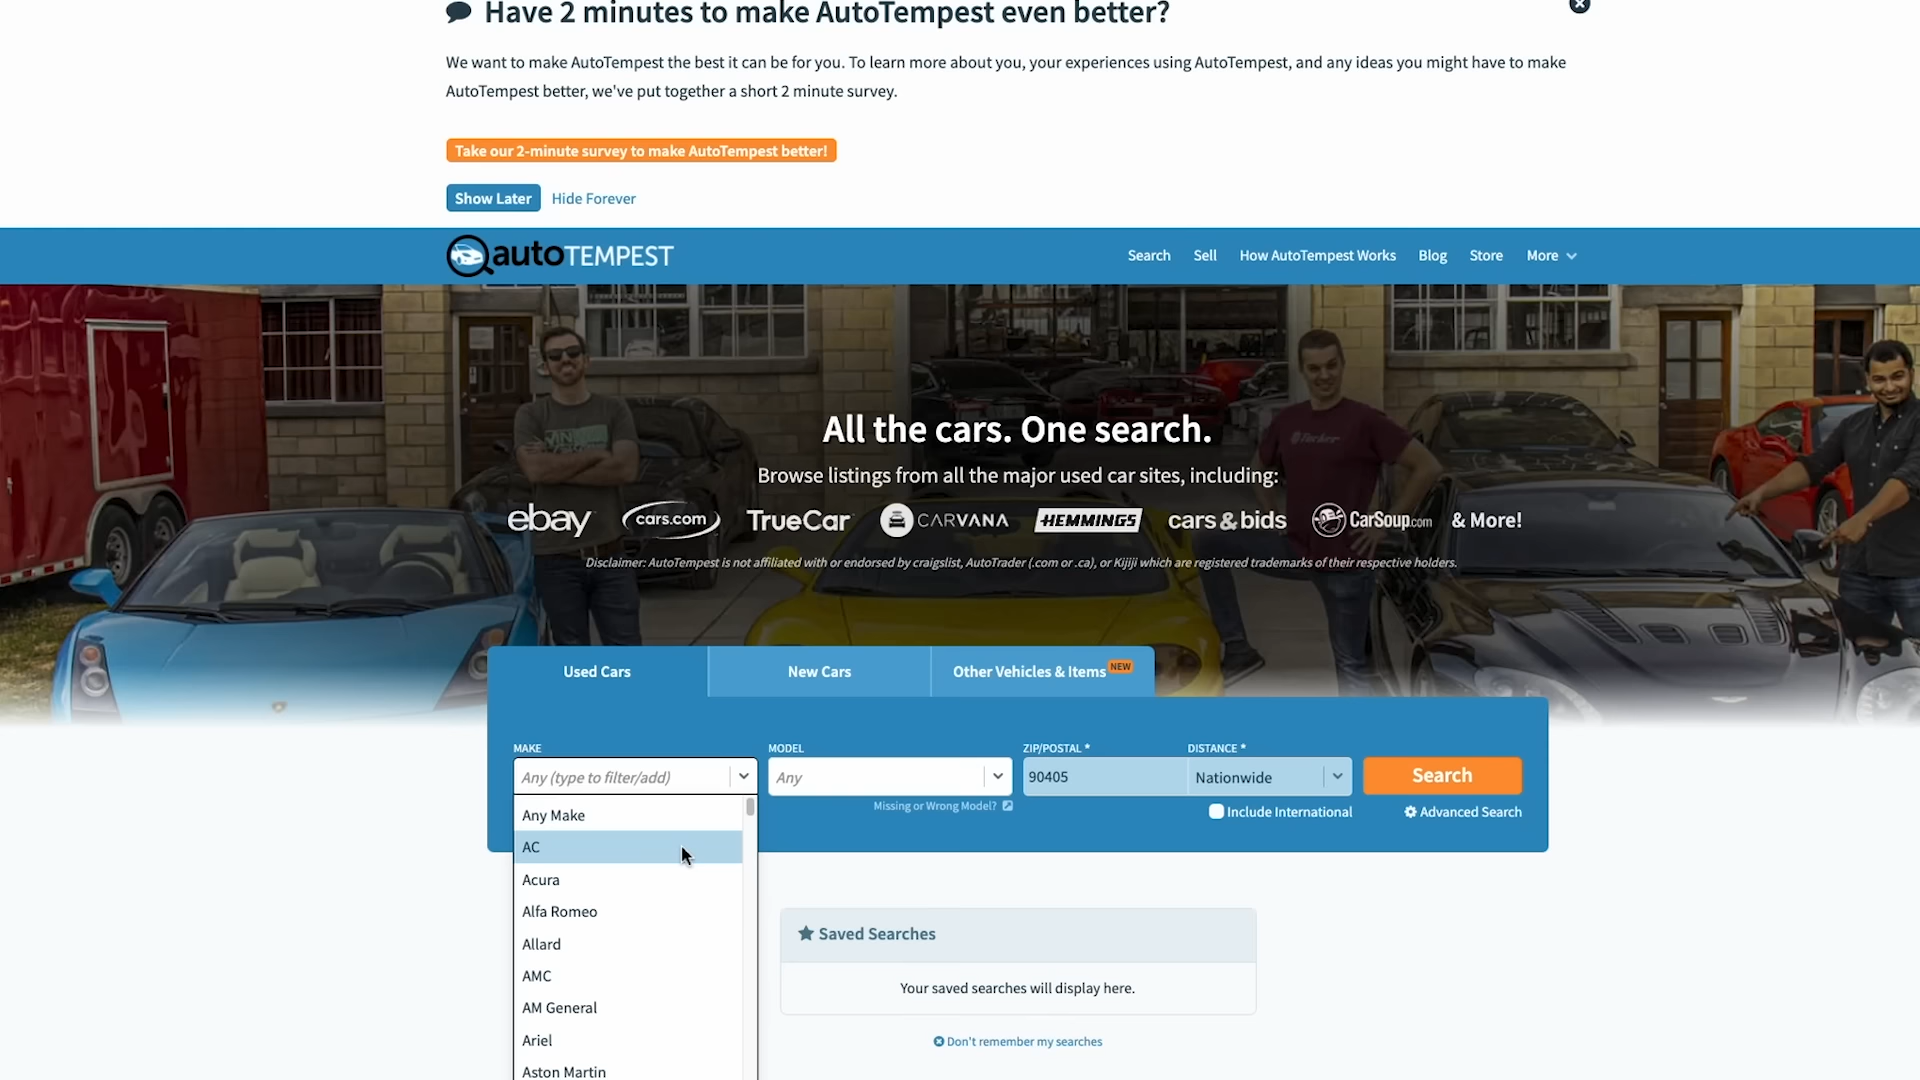 Have 2 minutes to make AutoTempest even better?
We want to make AutoTempest the best it can be for you. To learn more about you, your experiences using AutoTempest, and any ideas you might have to make
AutoTempest better, we've put together a short 2 minute survey.
Take our 2-minute survey to make AutoTempest better!
Show Later Hide Forever
autoTEMPEST
Search Sell How AutoTempest Works Blog Store More
All the cars. One search.
Browse listings from all the major used car sites, including:
ebay cars.com TrueCar CARVANA HEMMINGS cars & bids CarSoup.com & More!
Disclaimer: AutoTempest is not affiliated with or endorsed by craigslist, AutoTrader (.com or .ca), or Kijiji which are registered trademarks of their respective holders.
Used Cars New Cars Other Vehicles & Items NEW
MAKE MODEL ZIP/POSTAL * DISTANCE *
Any (type to filter/add) Any 90405 Nationwide Search
Missing or Wrong Model? Include International Advanced Search
Any Make
AC
Acura
Alfa Romeo
Allard
AMC
AM General
Ariel
Aston Martin
Saved Searches
Your saved searches will display here.
Don't remember my searches